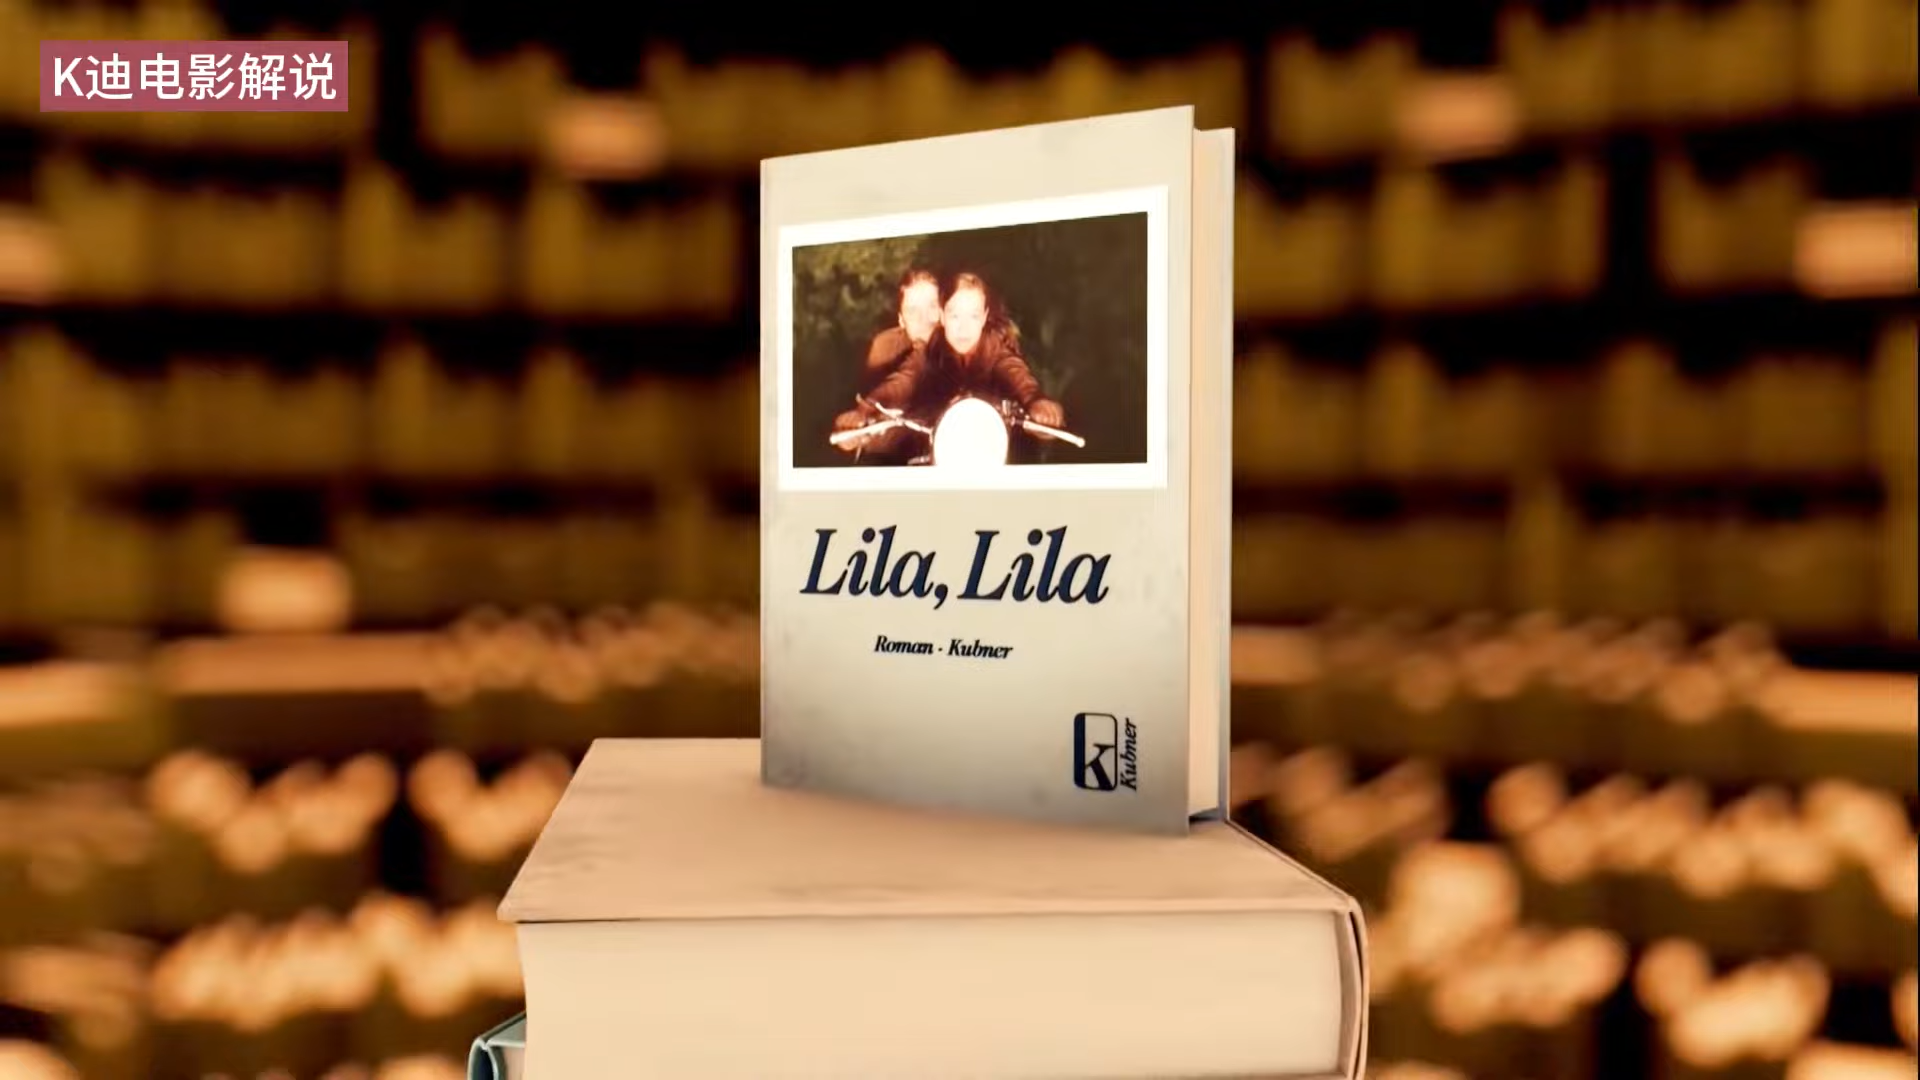 K迪电影解说
Lila, Lila
Roman · Kubner
k
Kubner